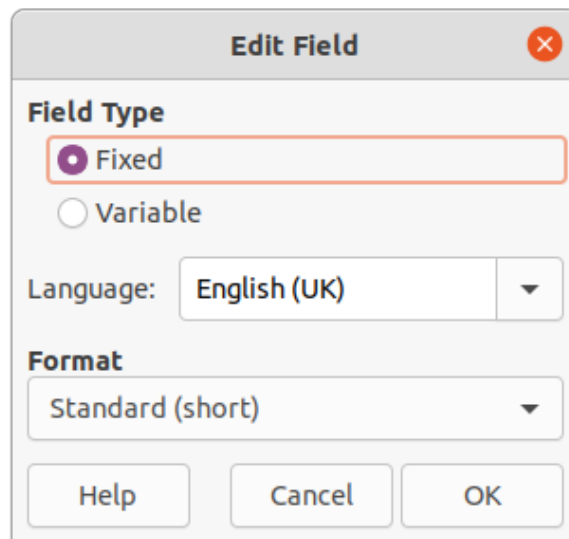 Edit Field
Field Type
Fixed
Variable
Language: English (UK)
Format
Standard (short)
Help Cancel OK